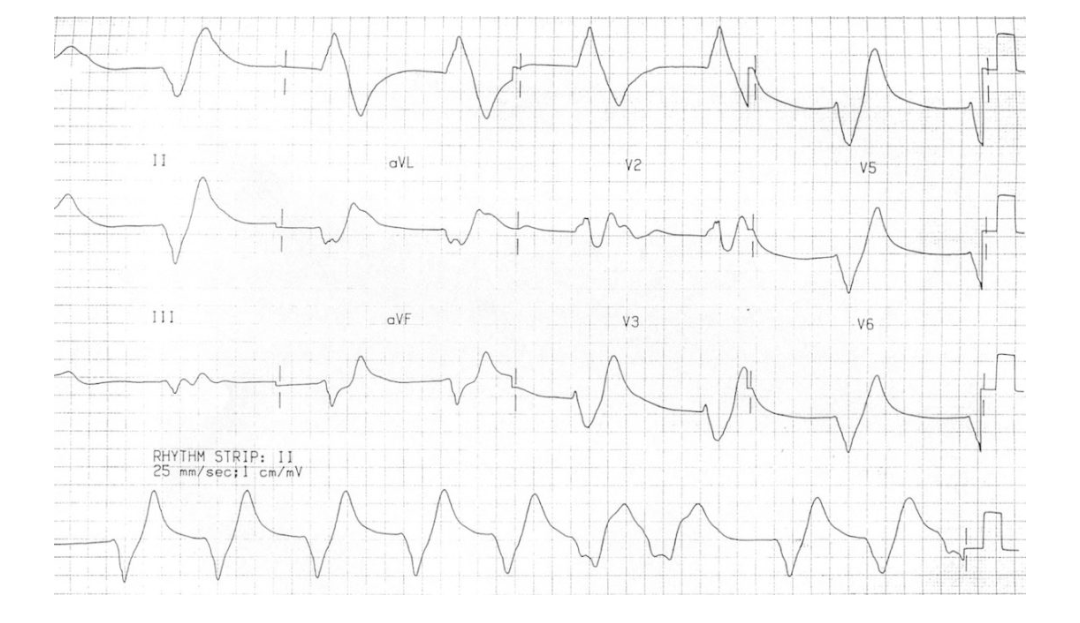 II aVL V2 V5
III aVF V3 V6
RHYTHM STRIP: II
25 mm/sec;1 cm/mV